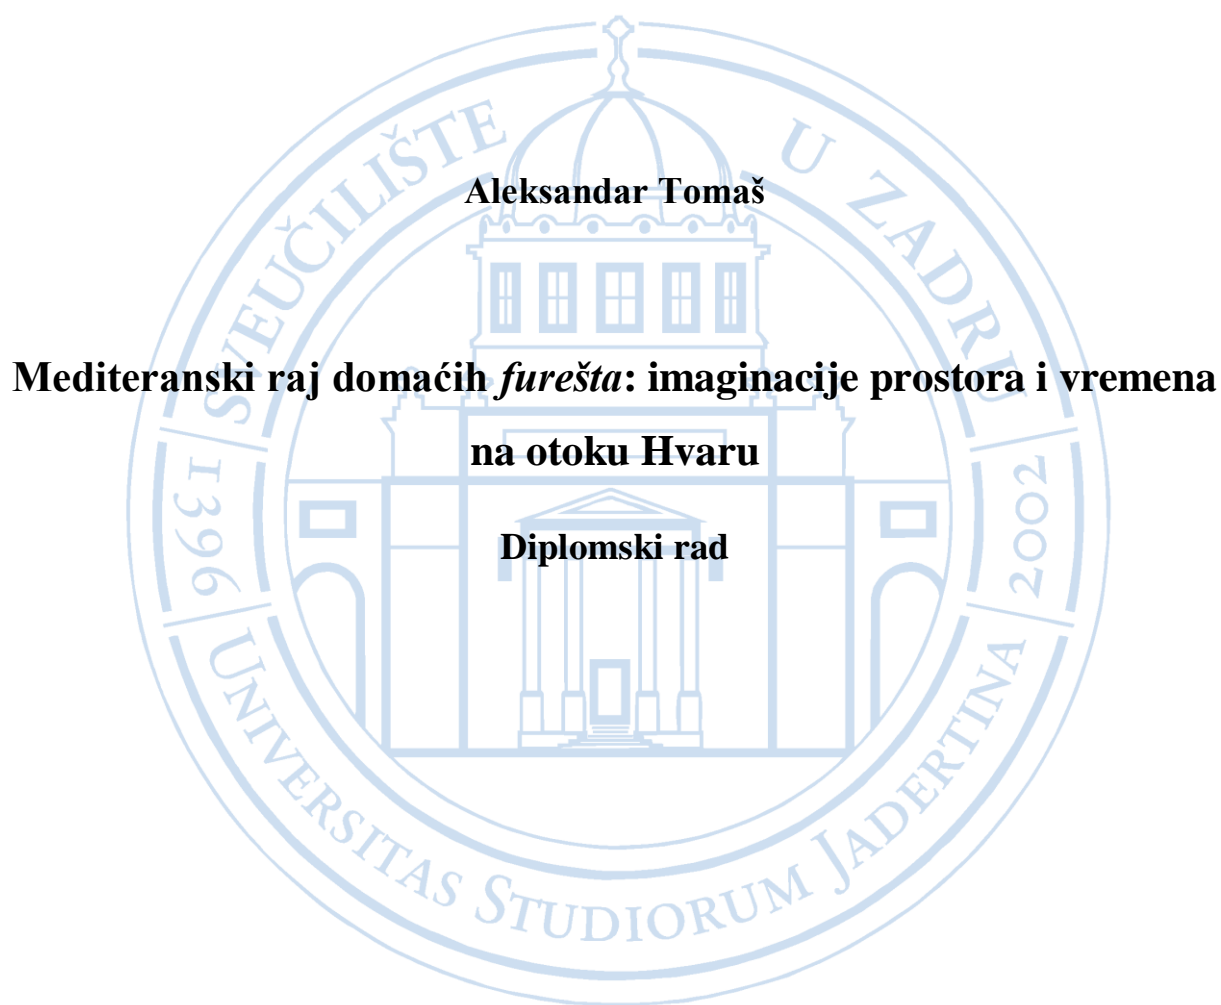 SVEUČILIŠTE U ZADRU
Aleksandar Tomaš
Mediteranski raj domaćih furešta: imaginacije prostora i vremena
na otoku Hvaru
Diplomski rad
1396
2002
UNIVERSITAS STUDIORUM JADERTINA